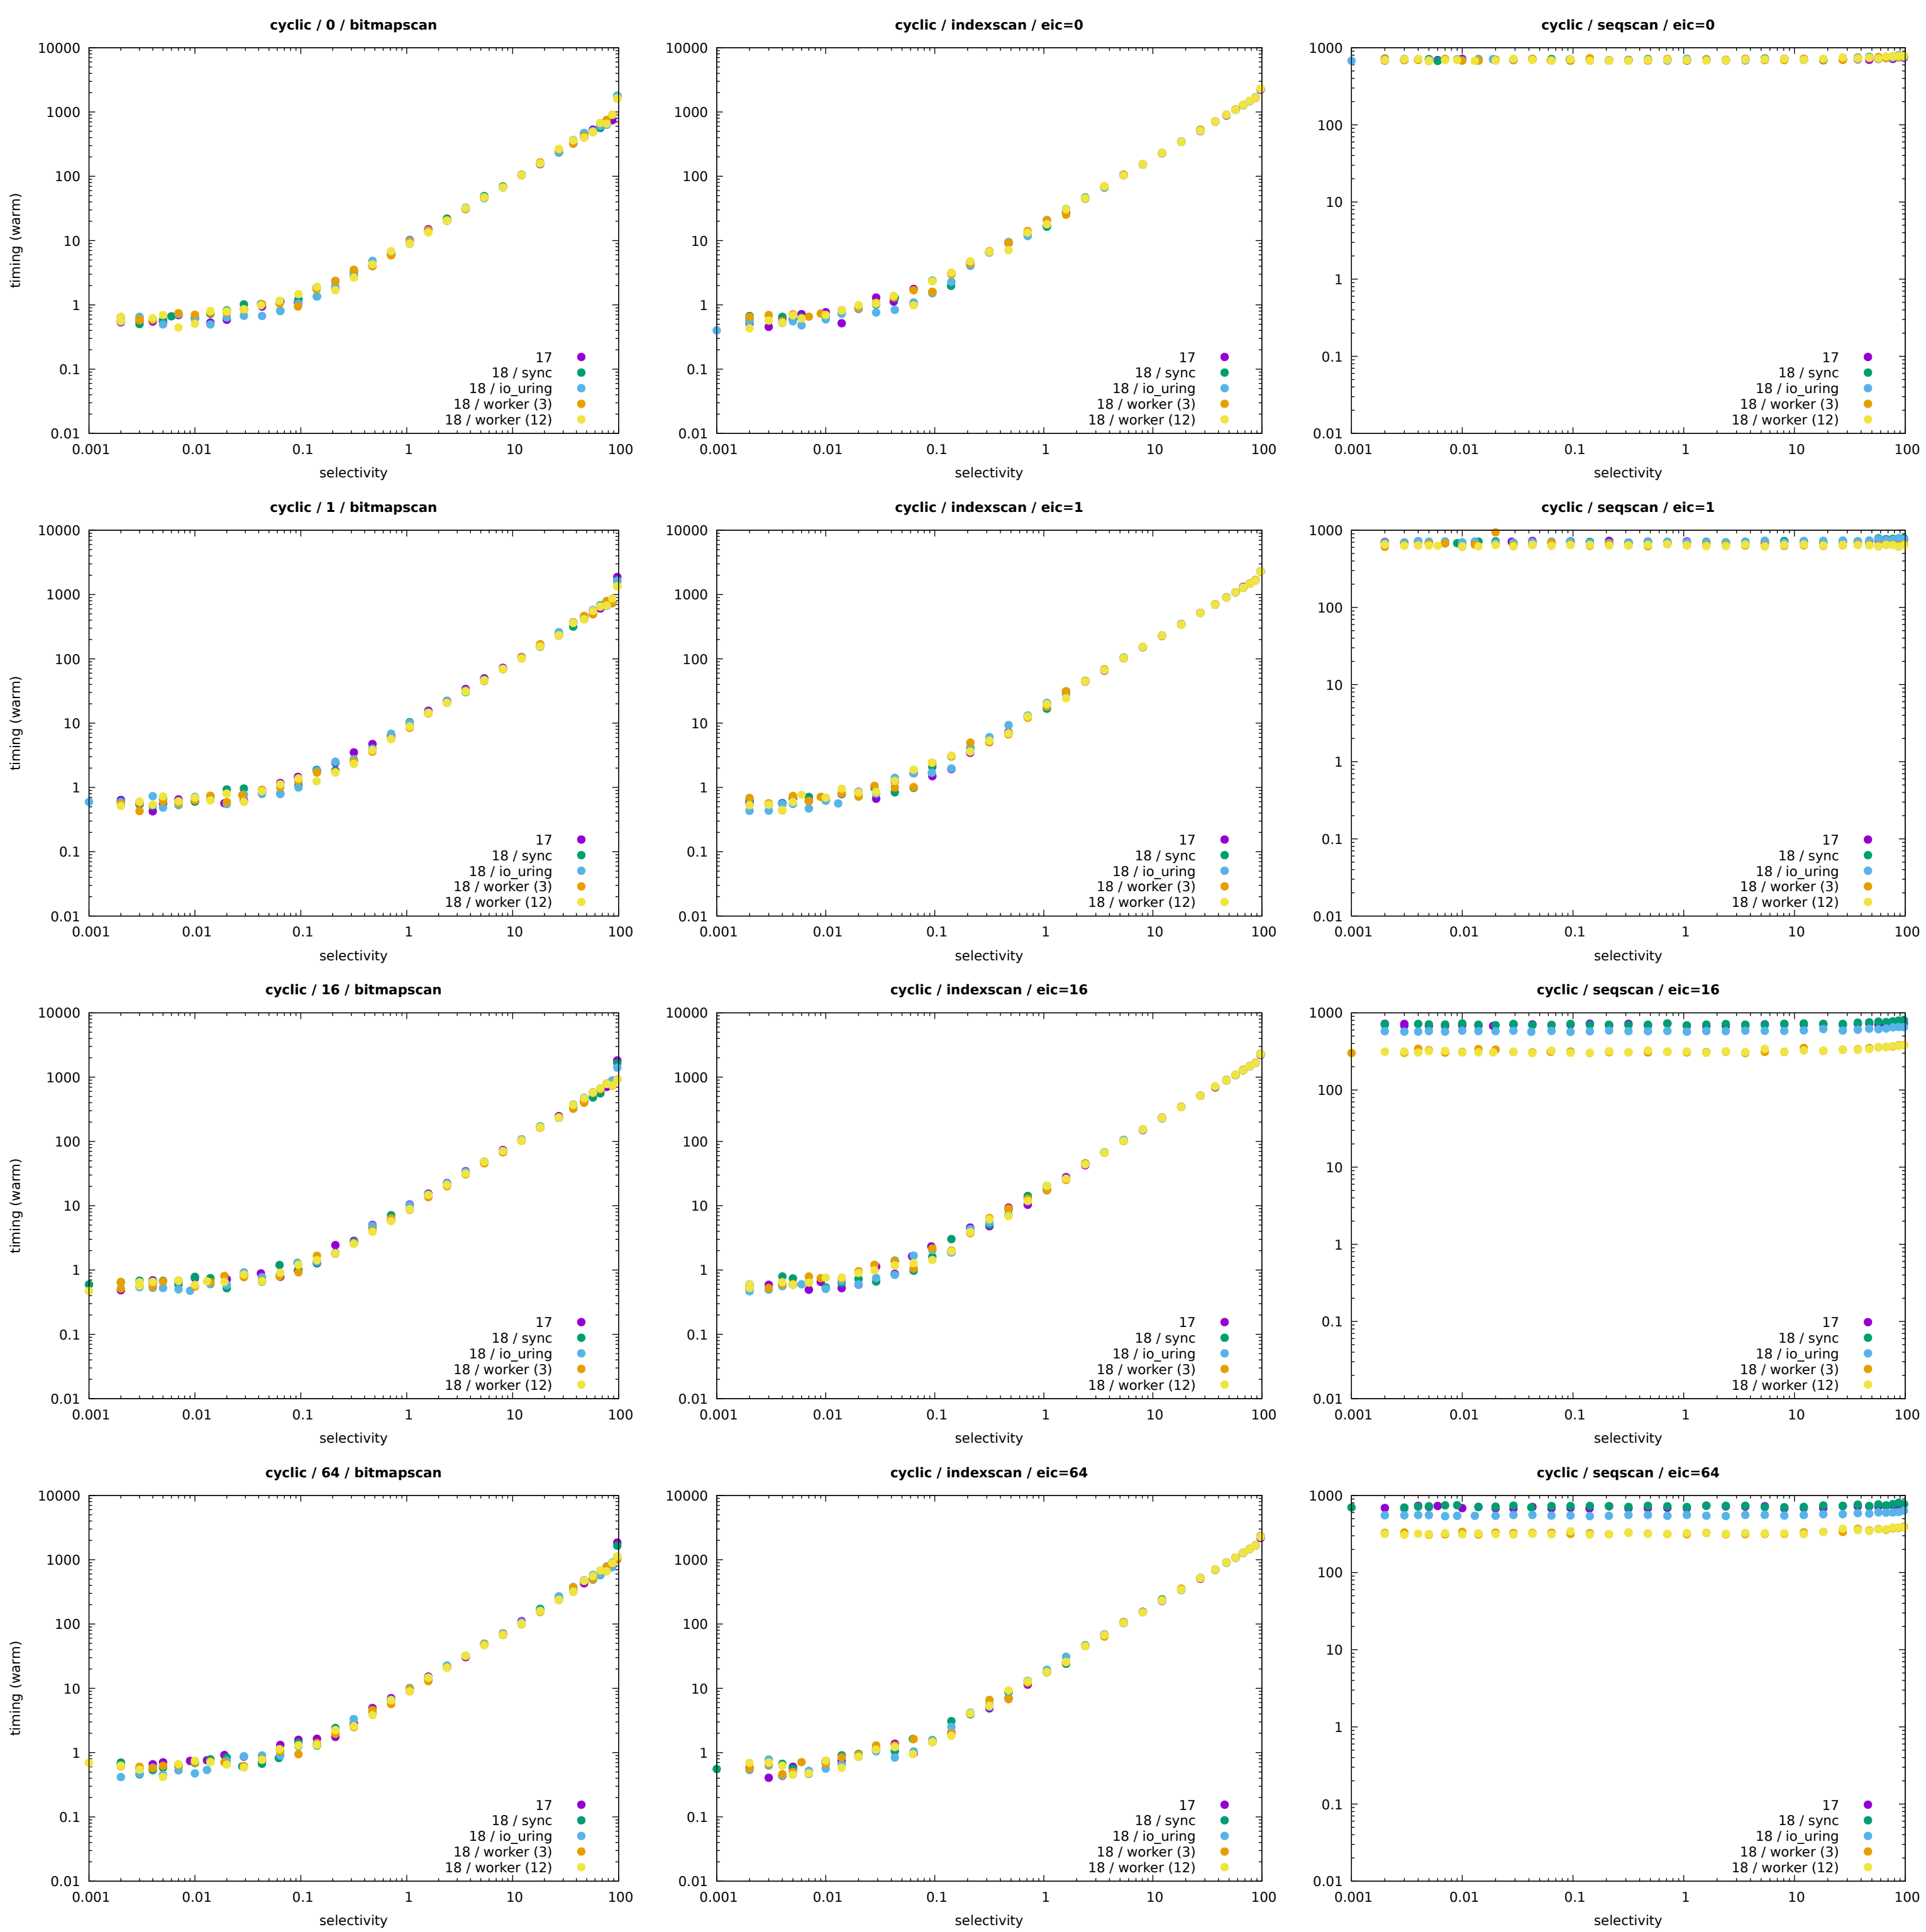 cyclic / 0 / bitmapscan
timing (warm)
10000
1000
100
10
1
0.1
0.01
0.001 0.01 0.1 1 10 100
selectivity
17
18 / sync
18 / io_uring
18 / worker (3)
18 / worker (12)
cyclic / indexscan / eic=0
10000
1000
100
10
1
0.1
0.01
0.001 0.01 0.1 1 10 100
selectivity
17
18 / sync
18 / io_uring
18 / worker (3)
18 / worker (12)
cyclic / seqscan / eic=0
1000
100
10
1
0.1
0.01
0.001 0.01 0.1 1 10 100
selectivity
17
18 / sync
18 / io_uring
18 / worker (3)
18 / worker (12)
cyclic / 1 / bitmapscan
timing (warm)
10000
1000
100
10
1
0.1
0.01
0.001 0.01 0.1 1 10 100
selectivity
17
18 / sync
18 / io_uring
18 / worker (3)
18 / worker (12)
cyclic / indexscan / eic=1
10000
1000
100
10
1
0.1
0.01
0.001 0.01 0.1 1 10 100
selectivity
17
18 / sync
18 / io_uring
18 / worker (3)
18 / worker (12)
cyclic / seqscan / eic=1
1000
100
10
1
0.1
0.01
0.001 0.01 0.1 1 10 100
selectivity
17
18 / sync
18 / io_uring
18 / worker (3)
18 / worker (12)
cyclic / 16 / bitmapscan
timing (warm)
10000
1000
100
10
1
0.1
0.01
0.001 0.01 0.1 1 10 100
selectivity
17
18 / sync
18 / io_uring
18 / worker (3)
18 / worker (12)
cyclic / indexscan / eic=16
10000
1000
100
10
1
0.1
0.01
0.001 0.01 0.1 1 10 100
selectivity
17
18 / sync
18 / io_uring
18 / worker (3)
18 / worker (12)
cyclic / seqscan / eic=16
1000
100
10
1
0.1
0.01
0.001 0.01 0.1 1 10 100
selectivity
17
18 / sync
18 / io_uring
18 / worker (3)
18 / worker (12)
cyclic / 64 / bitmapscan
timing (warm)
10000
1000
100
10
1
0.1
0.01
0.001 0.01 0.1 1 10 100
selectivity
17
18 / sync
18 / io_uring
18 / worker (3)
18 / worker (12)
cyclic / indexscan / eic=64
10000
1000
100
10
1
0.1
0.01
0.001 0.01 0.1 1 10 100
selectivity
17
18 / sync
18 / io_uring
18 / worker (3)
18 / worker (12)
cyclic / seqscan / eic=64
1000
100
10
1
0.1
0.01
0.001 0.01 0.1 1 10 100
selectivity
17
18 / sync
18 / io_uring
18 / worker (3)
18 / worker (12)